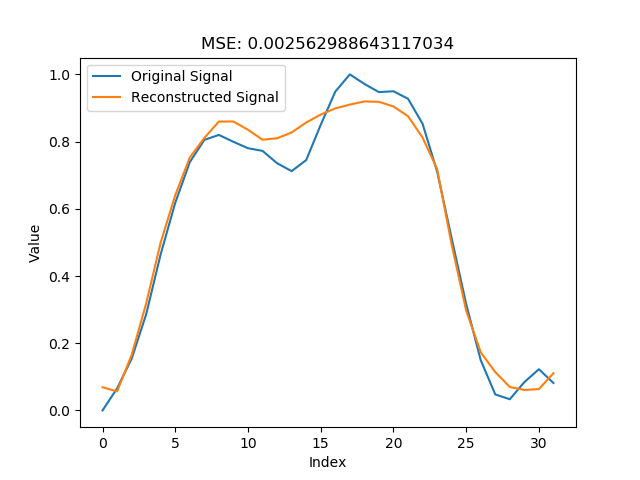 MSE: 0.002562988643117034
Original Signal
Reconstructed Signal
1.0
0.8
0.6
0.4
0.2
0.0
Value
0 5 10 15 20 25 30
Index